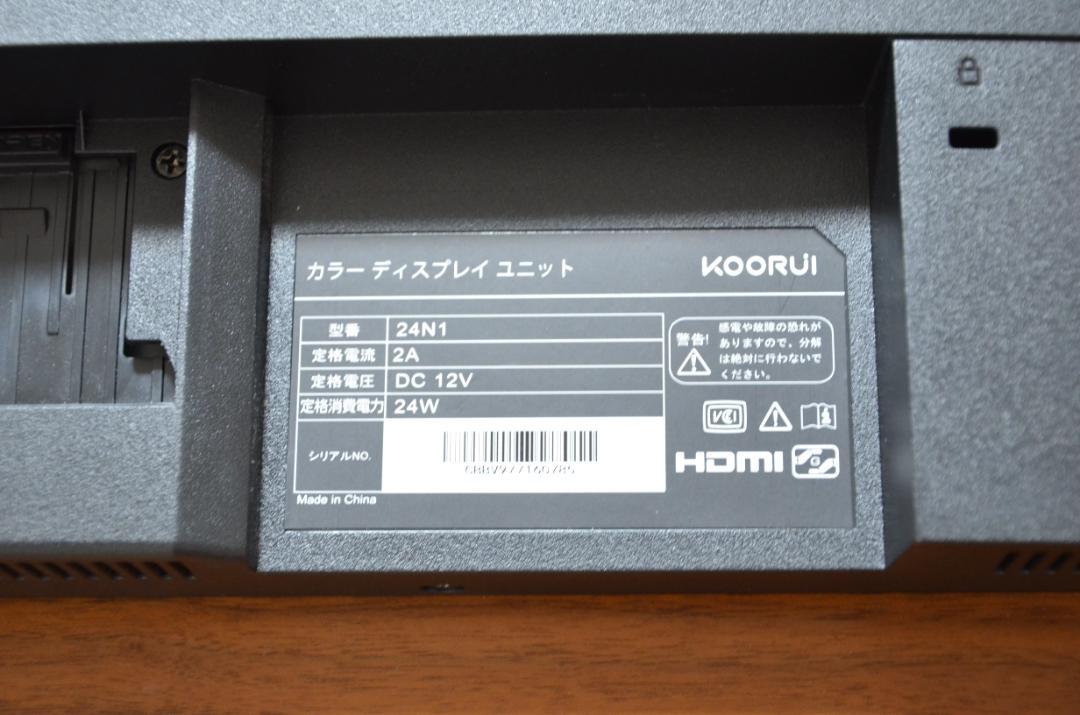 カラー ディスプレイ ユニット
KOORUI
型番 24N1
定格電流 2A
定格電圧 DC 12V
定格消費電力 24W
シリアルNO.
Made in China
警告!
感電や故障の恐れが
ありますので、分解
は絶対に行わないで
ください。
VCI
HDMI
G